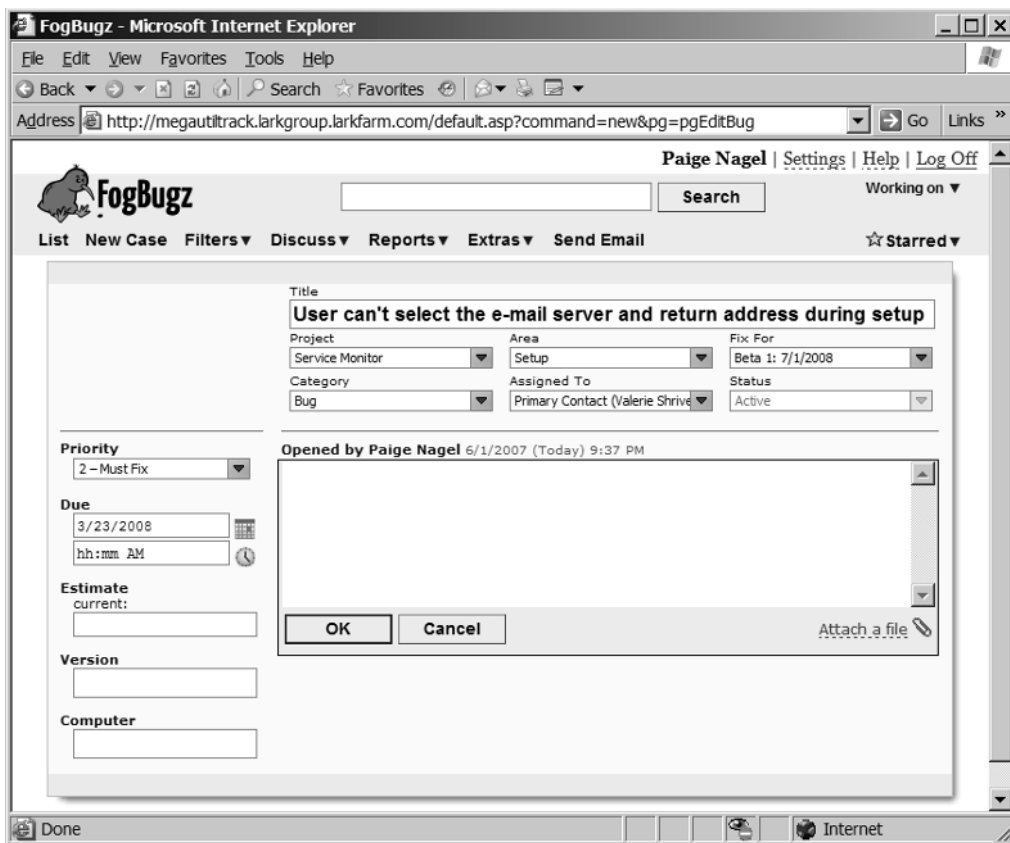 FogBugz - Microsoft Internet Explorer
File Edit View Favorites Tools Help
Back Search Favorites
Address http://megautiltrack.larkgroup.larkfarm.com/default.asp?command=new&pg=pgEditBug Go Links »
Paige Nagel | Settings | Help | Log Off
FogBugz Search Working on ▼
List New Case Filters▼ Discuss▼ Reports▼ Extras▼ Send Email ☆Starred▼
Title
User can't select the e-mail server and return address during setup
Project Area Fix For
Service Monitor Setup Beta 1: 7/1/2008
Category Assigned To Status
Bug Primary Contact (Valerie Shrive Active
Priority
2 – Must Fix
Opened by Paige Nagel 6/1/2007 (Today) 9:37 PM
Due
3/23/2008
hh:mm AM
Estimate
current:
OK Cancel Attach a file
Version
Computer
Done Internet